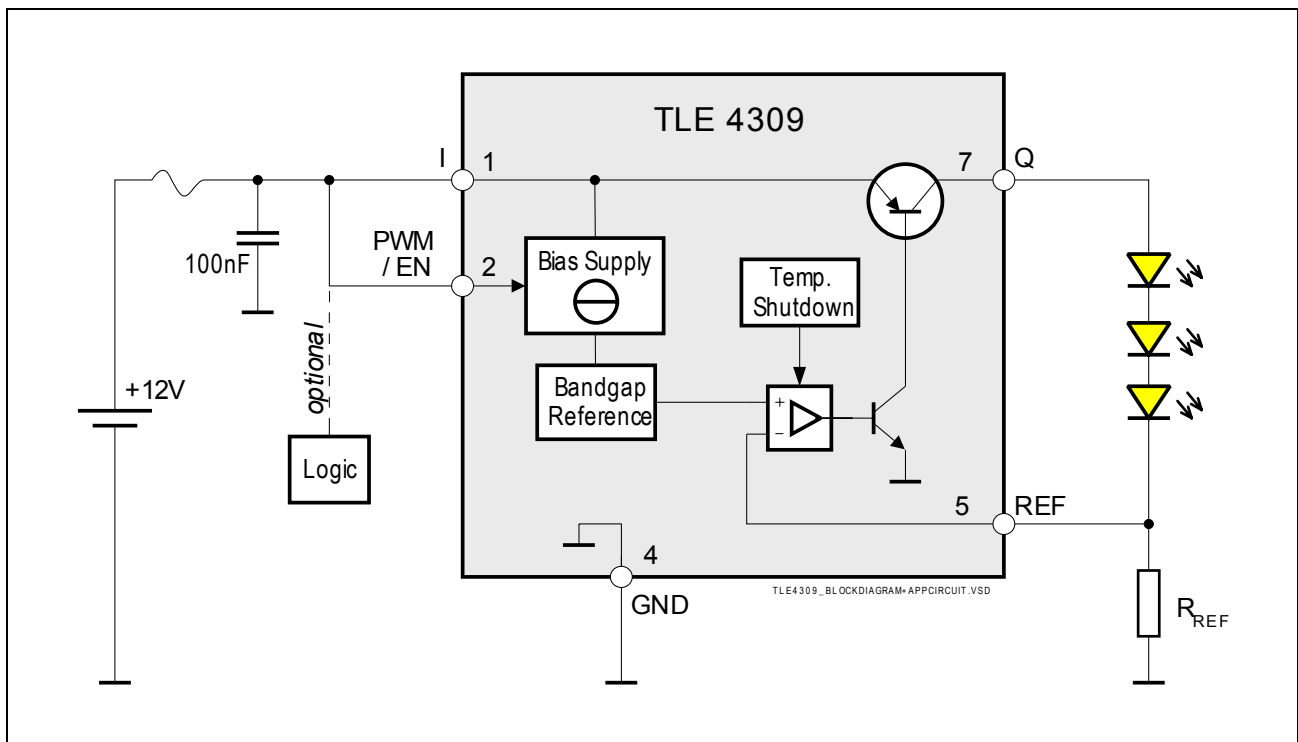 TLE 4309
I
1
7
Q
PWM
/ EN
2
100nF
Bias Supply
Temp.
Shutdown
optional
+12V
Bandgap
Reference
+
−
Logic
5
REF
4
GND
TLE4309_BLOCKDIAGRAM+APPCIRCUIT.VSD
RREF